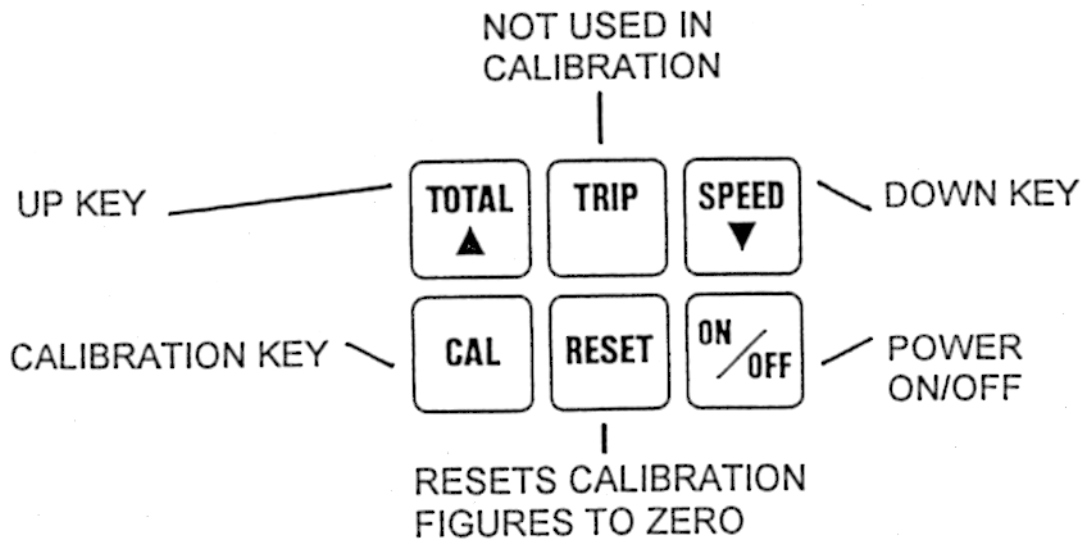 NOT USED IN
CALIBRATION
UP KEY
TOTAL
▲
TRIP
SPEED
▼
DOWN KEY
CALIBRATION KEY
CAL
RESET
ON/OFF
POWER
ON/OFF
RESETS CALIBRATION
FIGURES TO ZERO